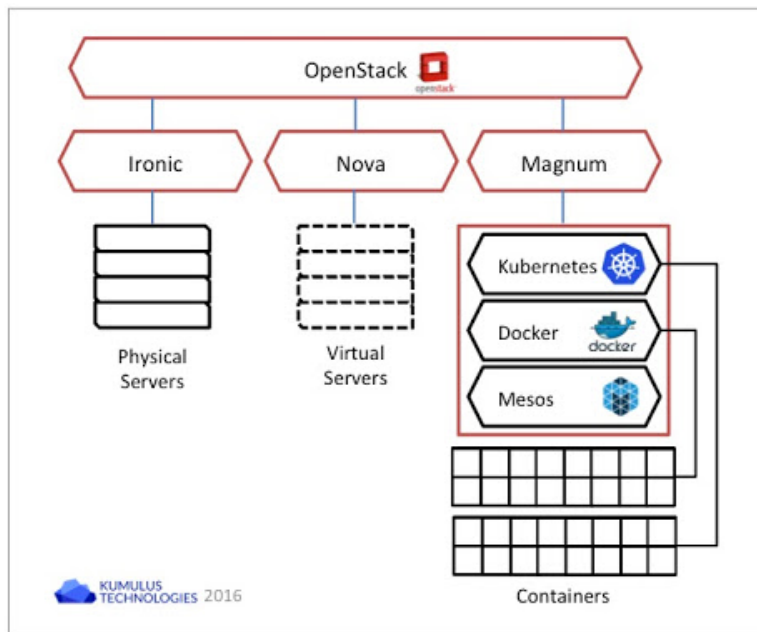 OpenStack
openstack
Ironic
Nova
Magnum
Kubernetes
Docker
docker
Mesos
Physical
Servers
Virtual
Servers
KUMULUS
TECHNOLOGIES 2016
Containers